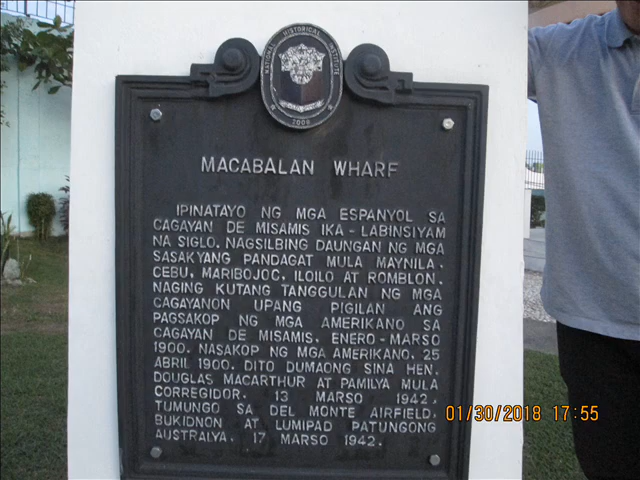 NATIONAL HISTORICAL INSTITUTE
2009
MACABALAN WHARF
IPINATAYO NG MGA ESPANYOL SA
CAGAYAN DE MISAMIS IKA-LABINSIYAM
NA SIGLO. NAGSILBING DAUNGAN NG MGA
SASAKYANG PANDAGAT MULA MAYNILA,
CEBU, MARIBOJOC, ILOILO AT ROMBLON.
NAGING KUTANG TANGGULAN NG MGA
CAGAYANON UPANG PIGILAN ANG
PAGSAKOP NG MGA AMERIKANO SA
CAGAYAN DE MISAMIS, ENERO-MARSO
1900. NASAKOP NG MGA AMERIKANO, 25
ABRIL 1900. DITO DUMAONG SINA HEN.
DOUGLAS MACARTHUR AT PAMILYA MULA
CORREGIDOR, 13 MARSO 1942.
TUMUNGO SA DEL MONTE AIRFIELD,
BUKIDNON AT LUMIPAD PATUNGONG
AUSTRALYA, 17 MARSO 1942.
01/30/2018 17:55